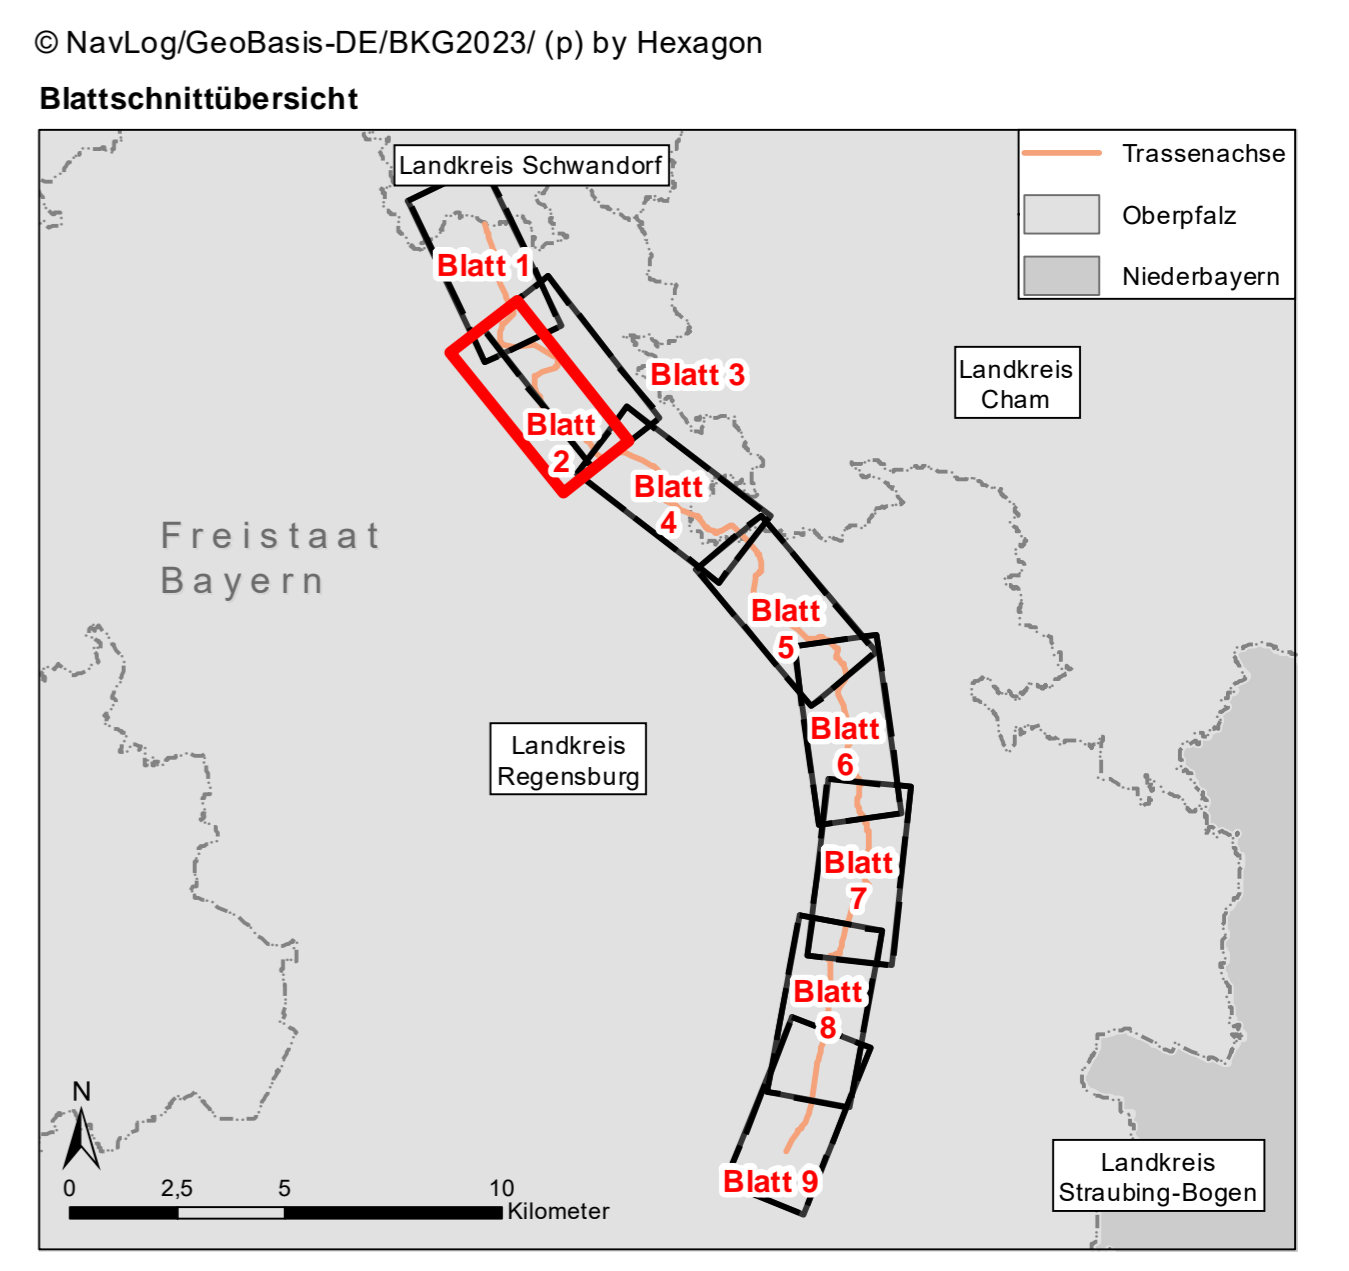 © NavLog/GeoBasis-DE/BKG2023/ (p) by Hexagon
Blattschnittübersicht
Landkreis Schwandorf
Trassenachse
Oberpfalz
Niederbayern
Blatt 1
Blatt 3
Landkreis
Cham
Blatt
2
Blatt
4
Freistaat
Bayern
Blatt
5
Landkreis
Regensburg
Blatt
6
Blatt
7
Blatt
8
N
Landkreis
Straubing-Bogen
Blatt 9
0 2,5 5 10
Kilometer